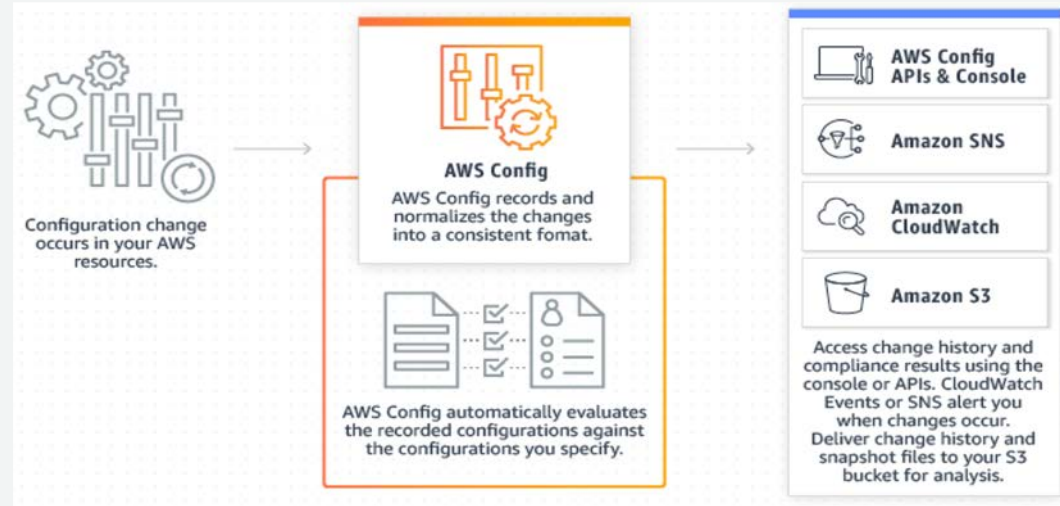 Configuration change
occurs in your AWS
resources.
AWS Config
AWS Config records and
normalizes the changes
into a consistent fomat.
AWS Config automatically evaluates
the recorded configurations against
the configurations you specify.
AWS Config
APIs & Console
Amazon SNS
Amazon
CloudWatch
Amazon S3
Access change history and
compliance results using the
console or APIs. CloudWatch
Events or SNS alert you
when changes occur.
Deliver change history and
snapshot files to your S3
bucket for analysis.